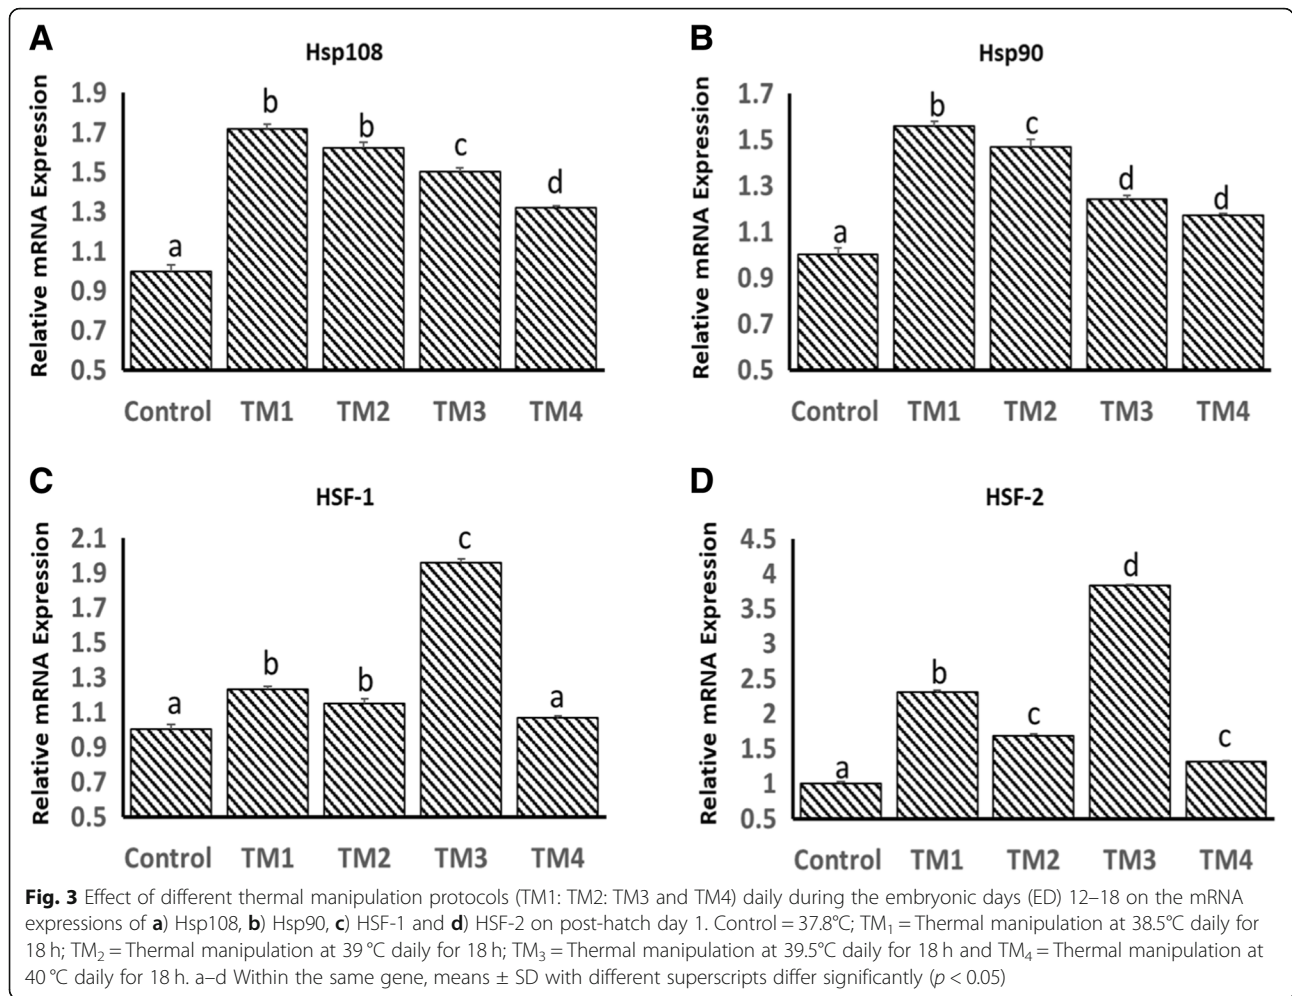 A
Hsp108
Relative mRNA Expression
1.9
1.7
1.5
1.3
1.1
0.9
0.7
0.5
a
b
b
c
d
Control TM1 TM2 TM3 TM4
B
Hsp90
Relative mRNA Expression
1.7
1.5
1.3
1.1
0.9
0.7
0.5
a
b
c
d
d
Control TM1 TM2 TM3 TM4
C
HSF-1
Relative mRNA Expression
2.1
1.9
1.7
1.5
1.3
1.1
0.9
0.7
0.5
a
b
b
c
a
Control TM1 TM2 TM3 TM4
D
HSF-2
Relative mRNA Expression
4.5
4
3.5
3
2.5
2
1.5
1
0.5
a
b
c
d
c
Control TM1 TM2 TM3 TM4
Fig. 3 Effect of different thermal manipulation protocols (TM1: TM2: TM3 and TM4) daily during the embryonic days (ED) 12–18 on the mRNA
expressions of a) Hsp108, b) Hsp90, c) HSF-1 and d) HSF-2 on post-hatch day 1. Control = 37.8°C; TM1 = Thermal manipulation at 38.5°C daily for
18 h; TM2 = Thermal manipulation at 39 °C daily for 18 h; TM3 = Thermal manipulation at 39.5°C daily for 18 h and TM4 = Thermal manipulation at
40 °C daily for 18 h. a–d Within the same gene, means ± SD with different superscripts differ significantly (p < 0.05)